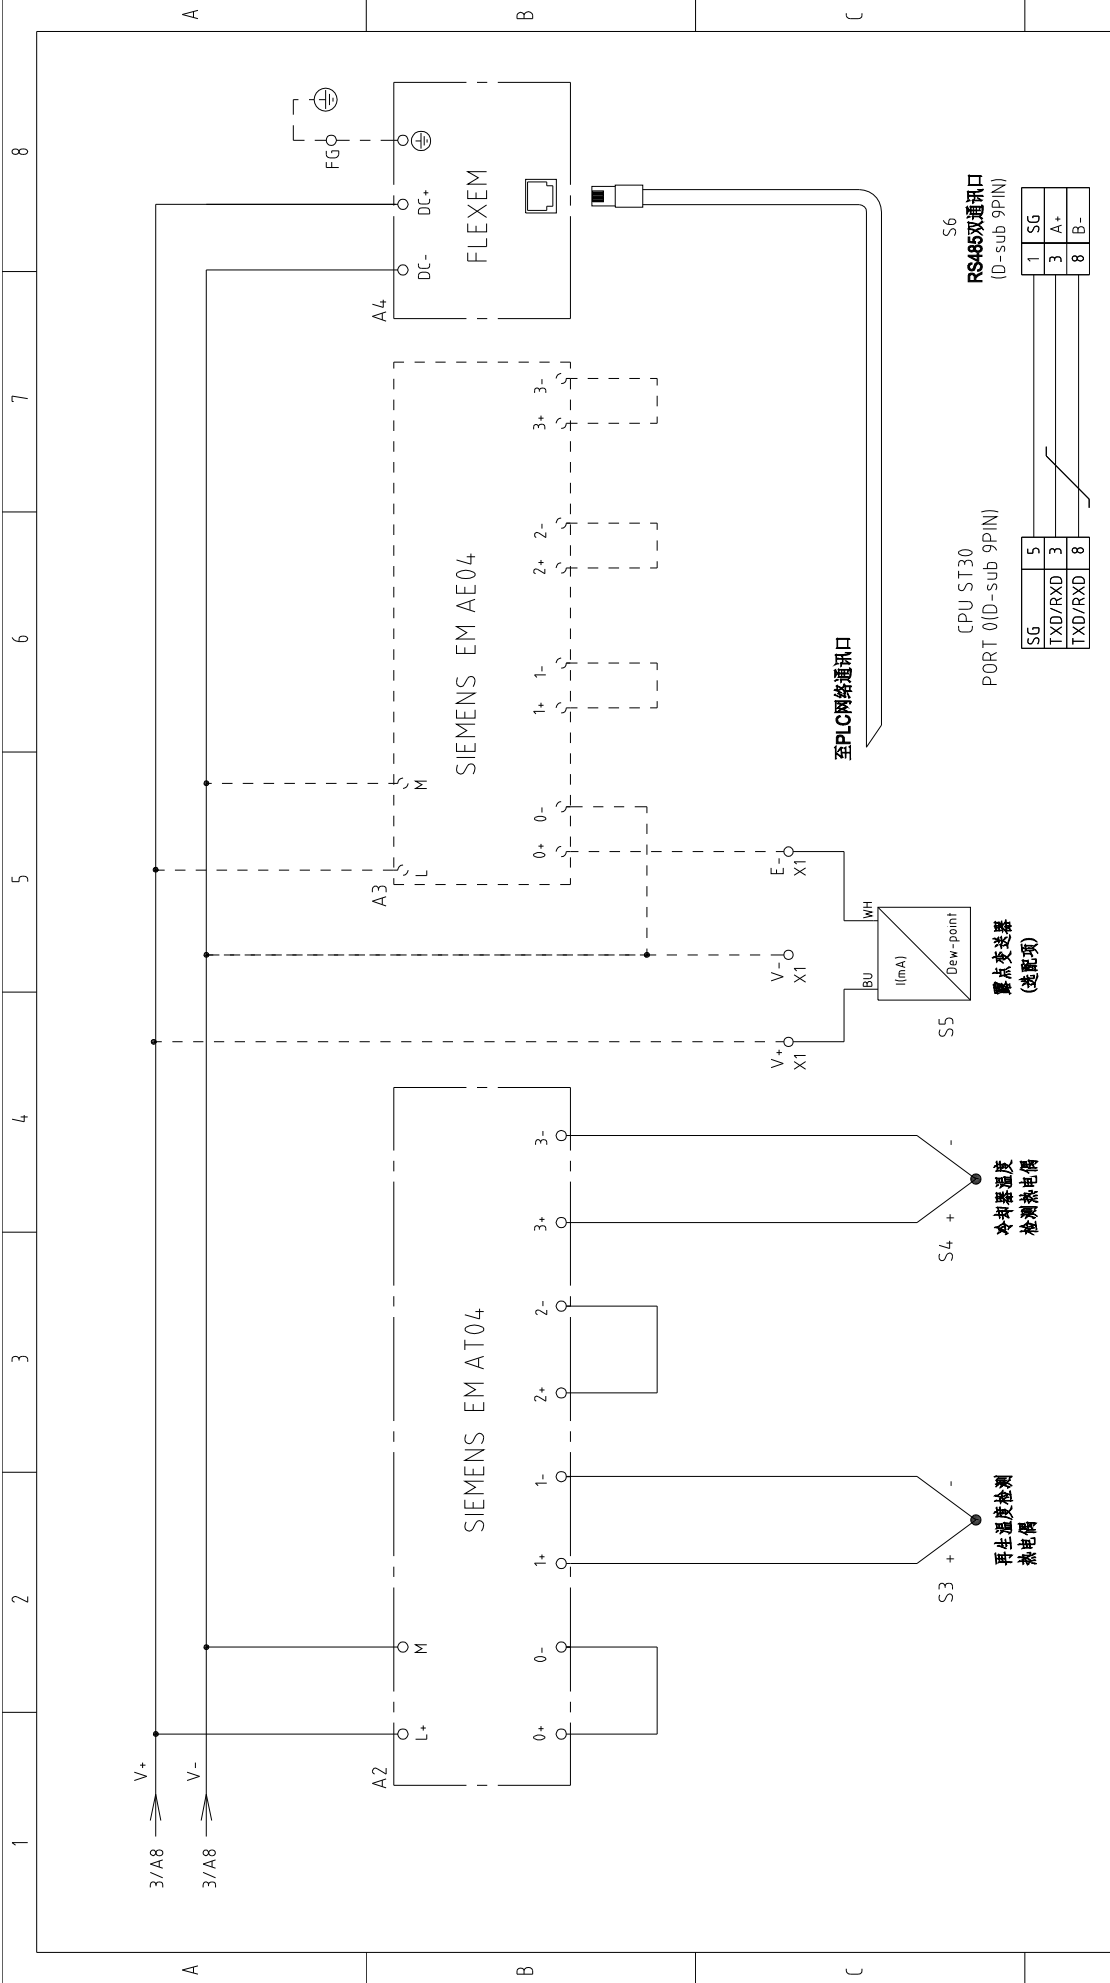 1
2
3
4
5
6
7
8
A
A
B
B
C
C
3/A8
V+
3/A8
V-
A2
L+
M
SIEMENS EM AT04
0+
0-
1+
1-
2+
2-
3+
3-
A3
L
M
SIEMENS EM AE04
0+
0-
1+
1-
2+
2-
3+
3-
A4
DC-
DC+
FG
FLEXEM
S3
+
-
再生温度检测
热电偶
S4
+
-
冷却器温度
检测热电偶
V+
X1
V-
X1
E-
X1
BU
WH
I(mA)
Dew-point
S5
露点变送器
(选配项)
至PLC网络通讯口
CPU ST30
PORT 0(D-sub 9PIN)
SG 5
TXD/RXD 3
TXD/RXD 8
S6
RS485双通讯口
(D-sub 9PIN)
1 SG
3 A+
8 B-